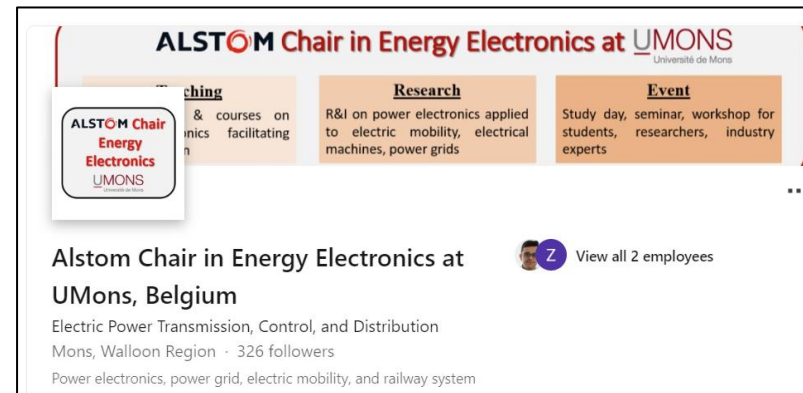 ALSTOM Chair in Energy Electronics at UMONS
Université de Mons
Research
Event
& courses on
R&I on power electronics applied
to electric mobility, electrical
machines, power grids
Study day, seminar, workshop for
students, researchers, industry
experts
facilitating
ALSTOM Chair
Energy
Electronics
UMONS
Université de Mons
Alstom Chair in Energy Electronics at
UMons, Belgium
Z
View all 2 employees
Electric Power Transmission, Control, and Distribution
Mons, Walloon Region · 326 followers
Power electronics, power grid, electric mobility, and railway system